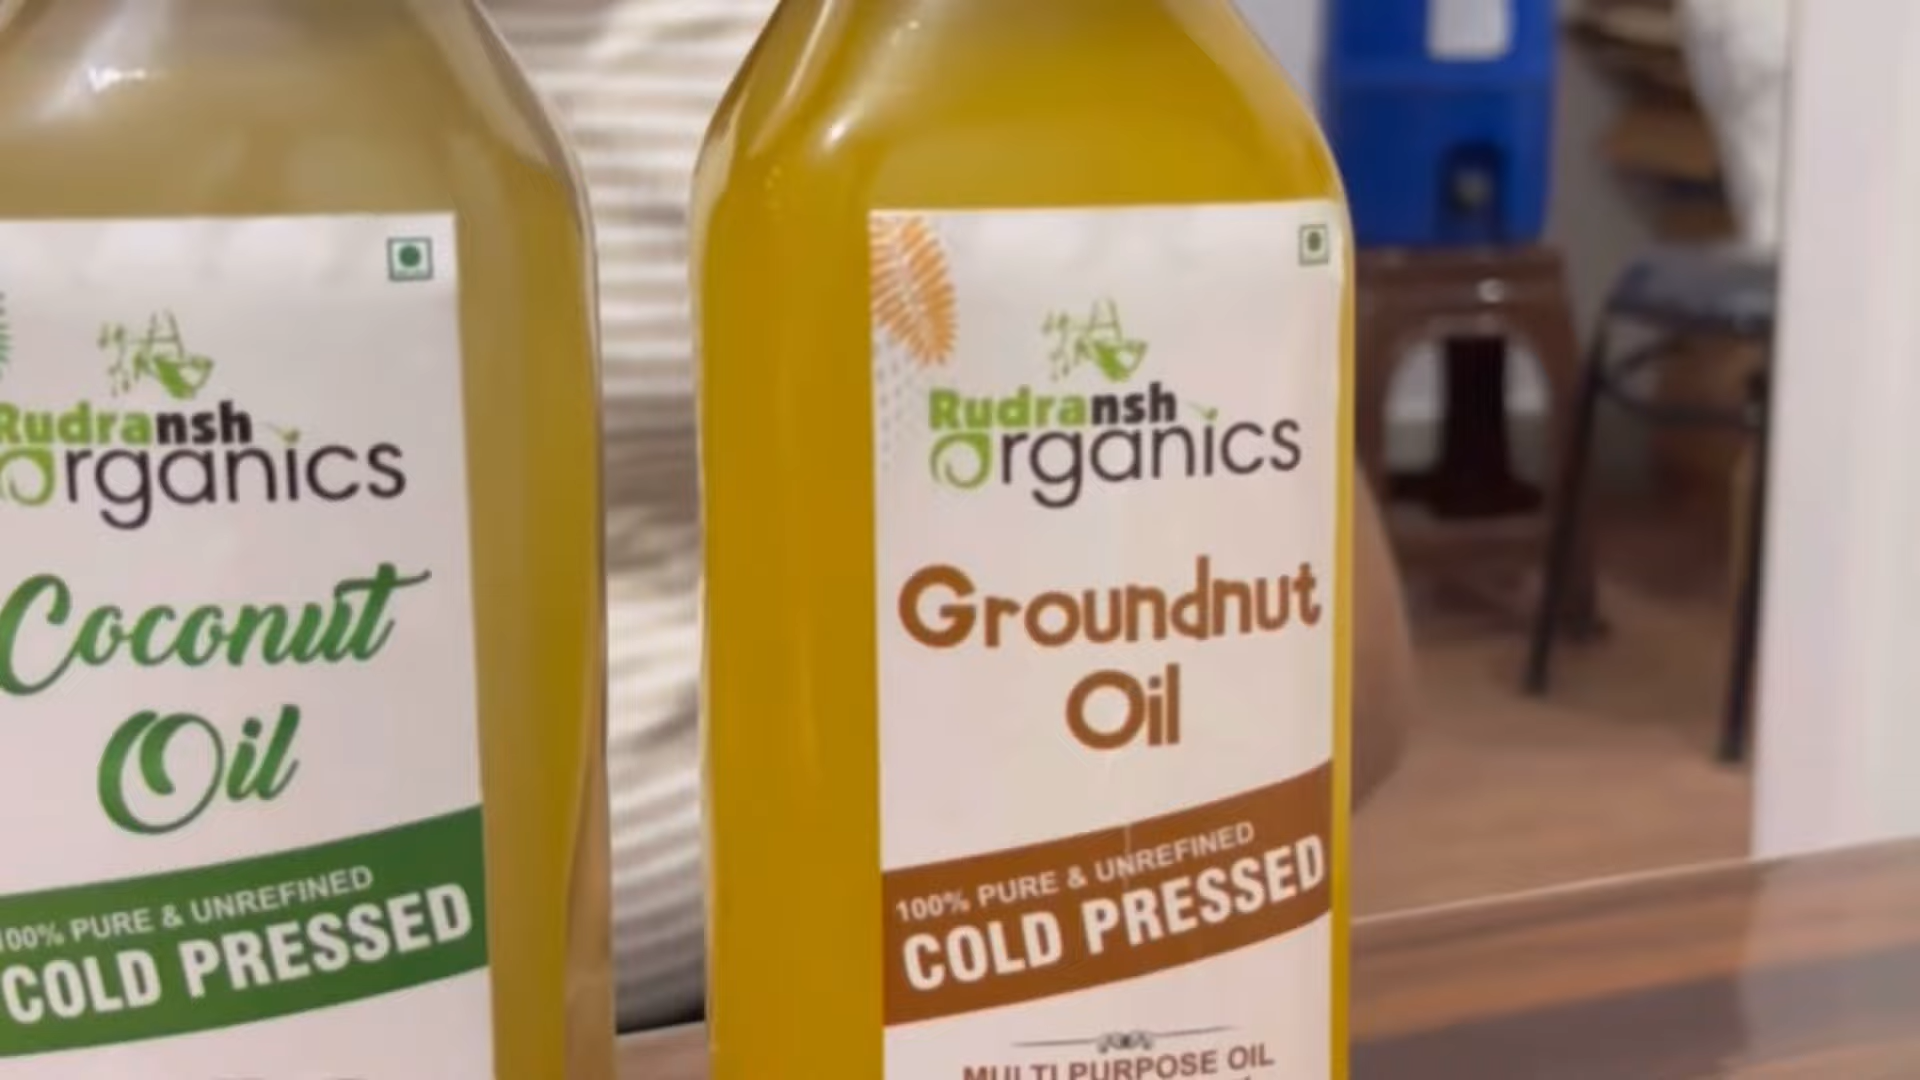 Rudransh
organics
Coconut
Oil
100% PURE & UNREFINED
COLD PRESSED
Rudransh
organics
Groundnut
Oil
100% PURE & UNREFINED
COLD PRESSED
MULTI PURPOSE OIL